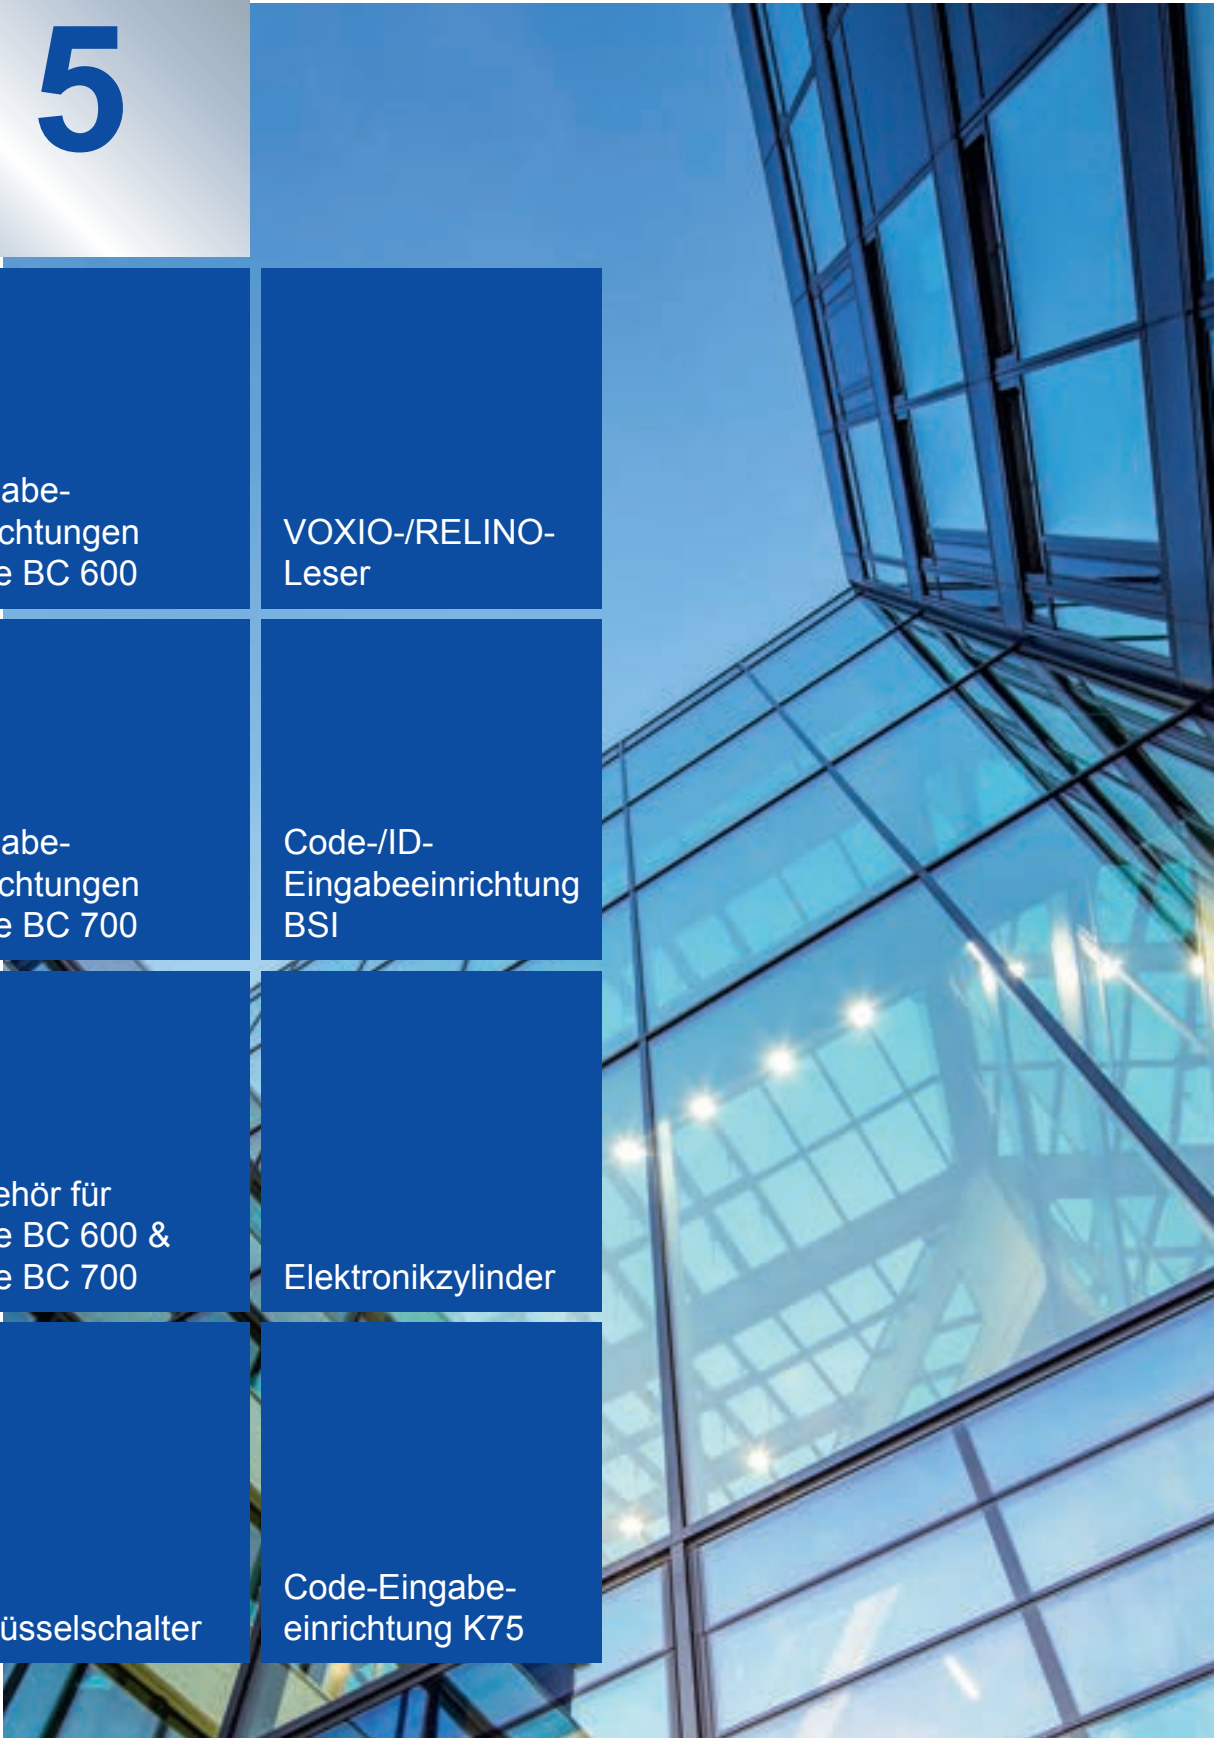 5
abe-
chtungen
e BC 600
VOXIO-/RELINO-
Leser
abe-
chtungen
e BC 700
Code-/ID-
Eingabeeinrichtung
BSI
ehör für
e BC 600 &
e BC 700
Elektronikzylinder
üsselschalter
Code-Eingabe-
einrichtung K75